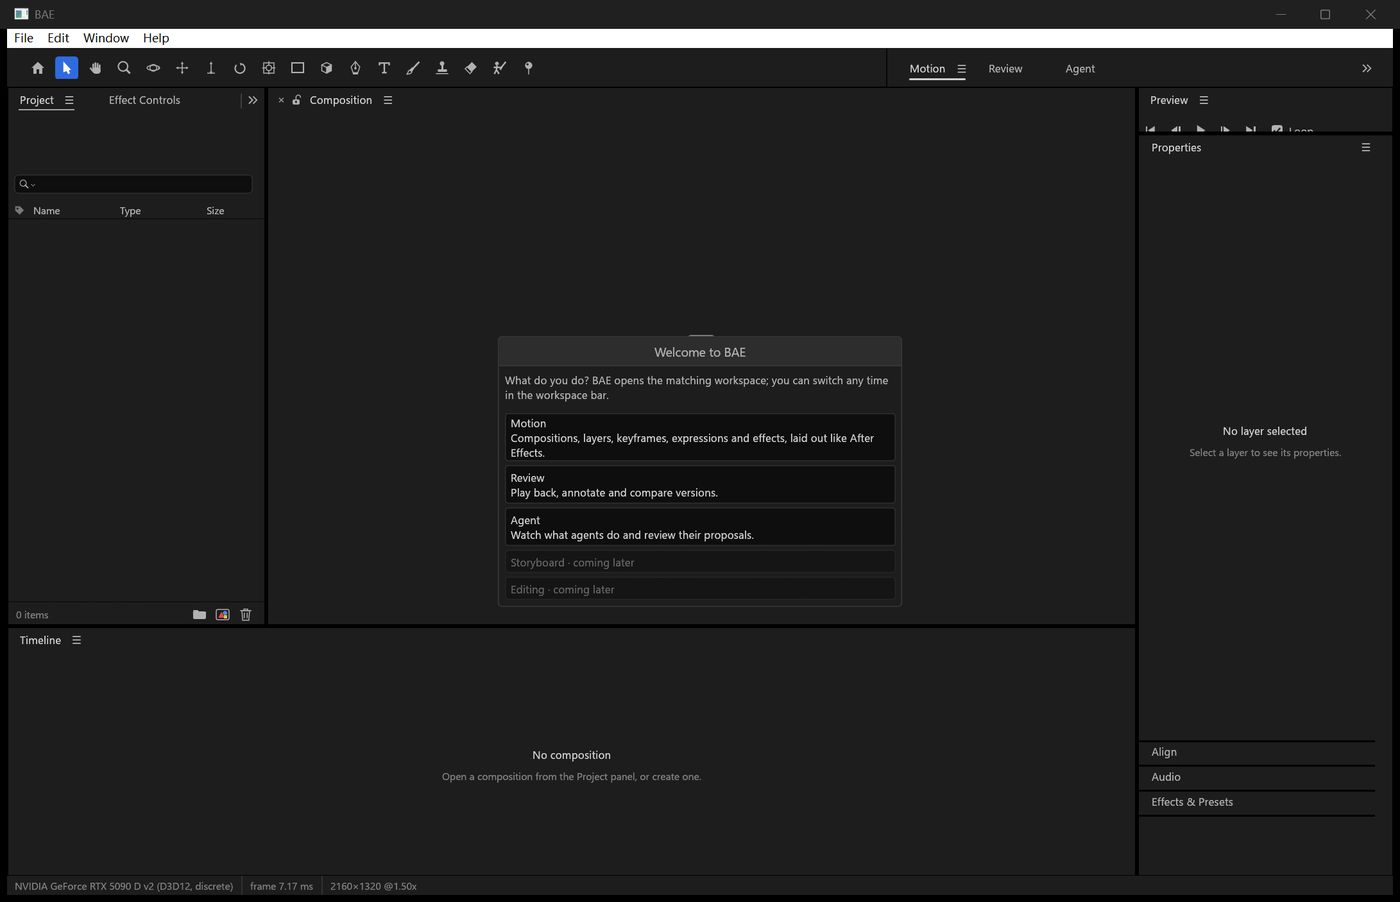 BAE
File Edit Window Help
Motion Review Agent
Project Effect Controls
Composition
Preview
Loop
Properties
Name Type Size
Welcome to BAE
What do you do? BAE opens the matching workspace; you can switch any time
in the workspace bar.
Motion
Compositions, layers, keyframes, expressions and effects, laid out like After
Effects.
Review
Play back, annotate and compare versions.
Agent
Watch what agents do and review their proposals.
Storyboard · coming later
Editing · coming later
No layer selected
Select a layer to see its properties.
0 items
Timeline
No composition
Open a composition from the Project panel, or create one.
Align
Audio
Effects & Presets
NVIDIA GeForce RTX 5090 D v2 (D3D12, discrete) frame 7.17 ms 2160×1320 @1.50x